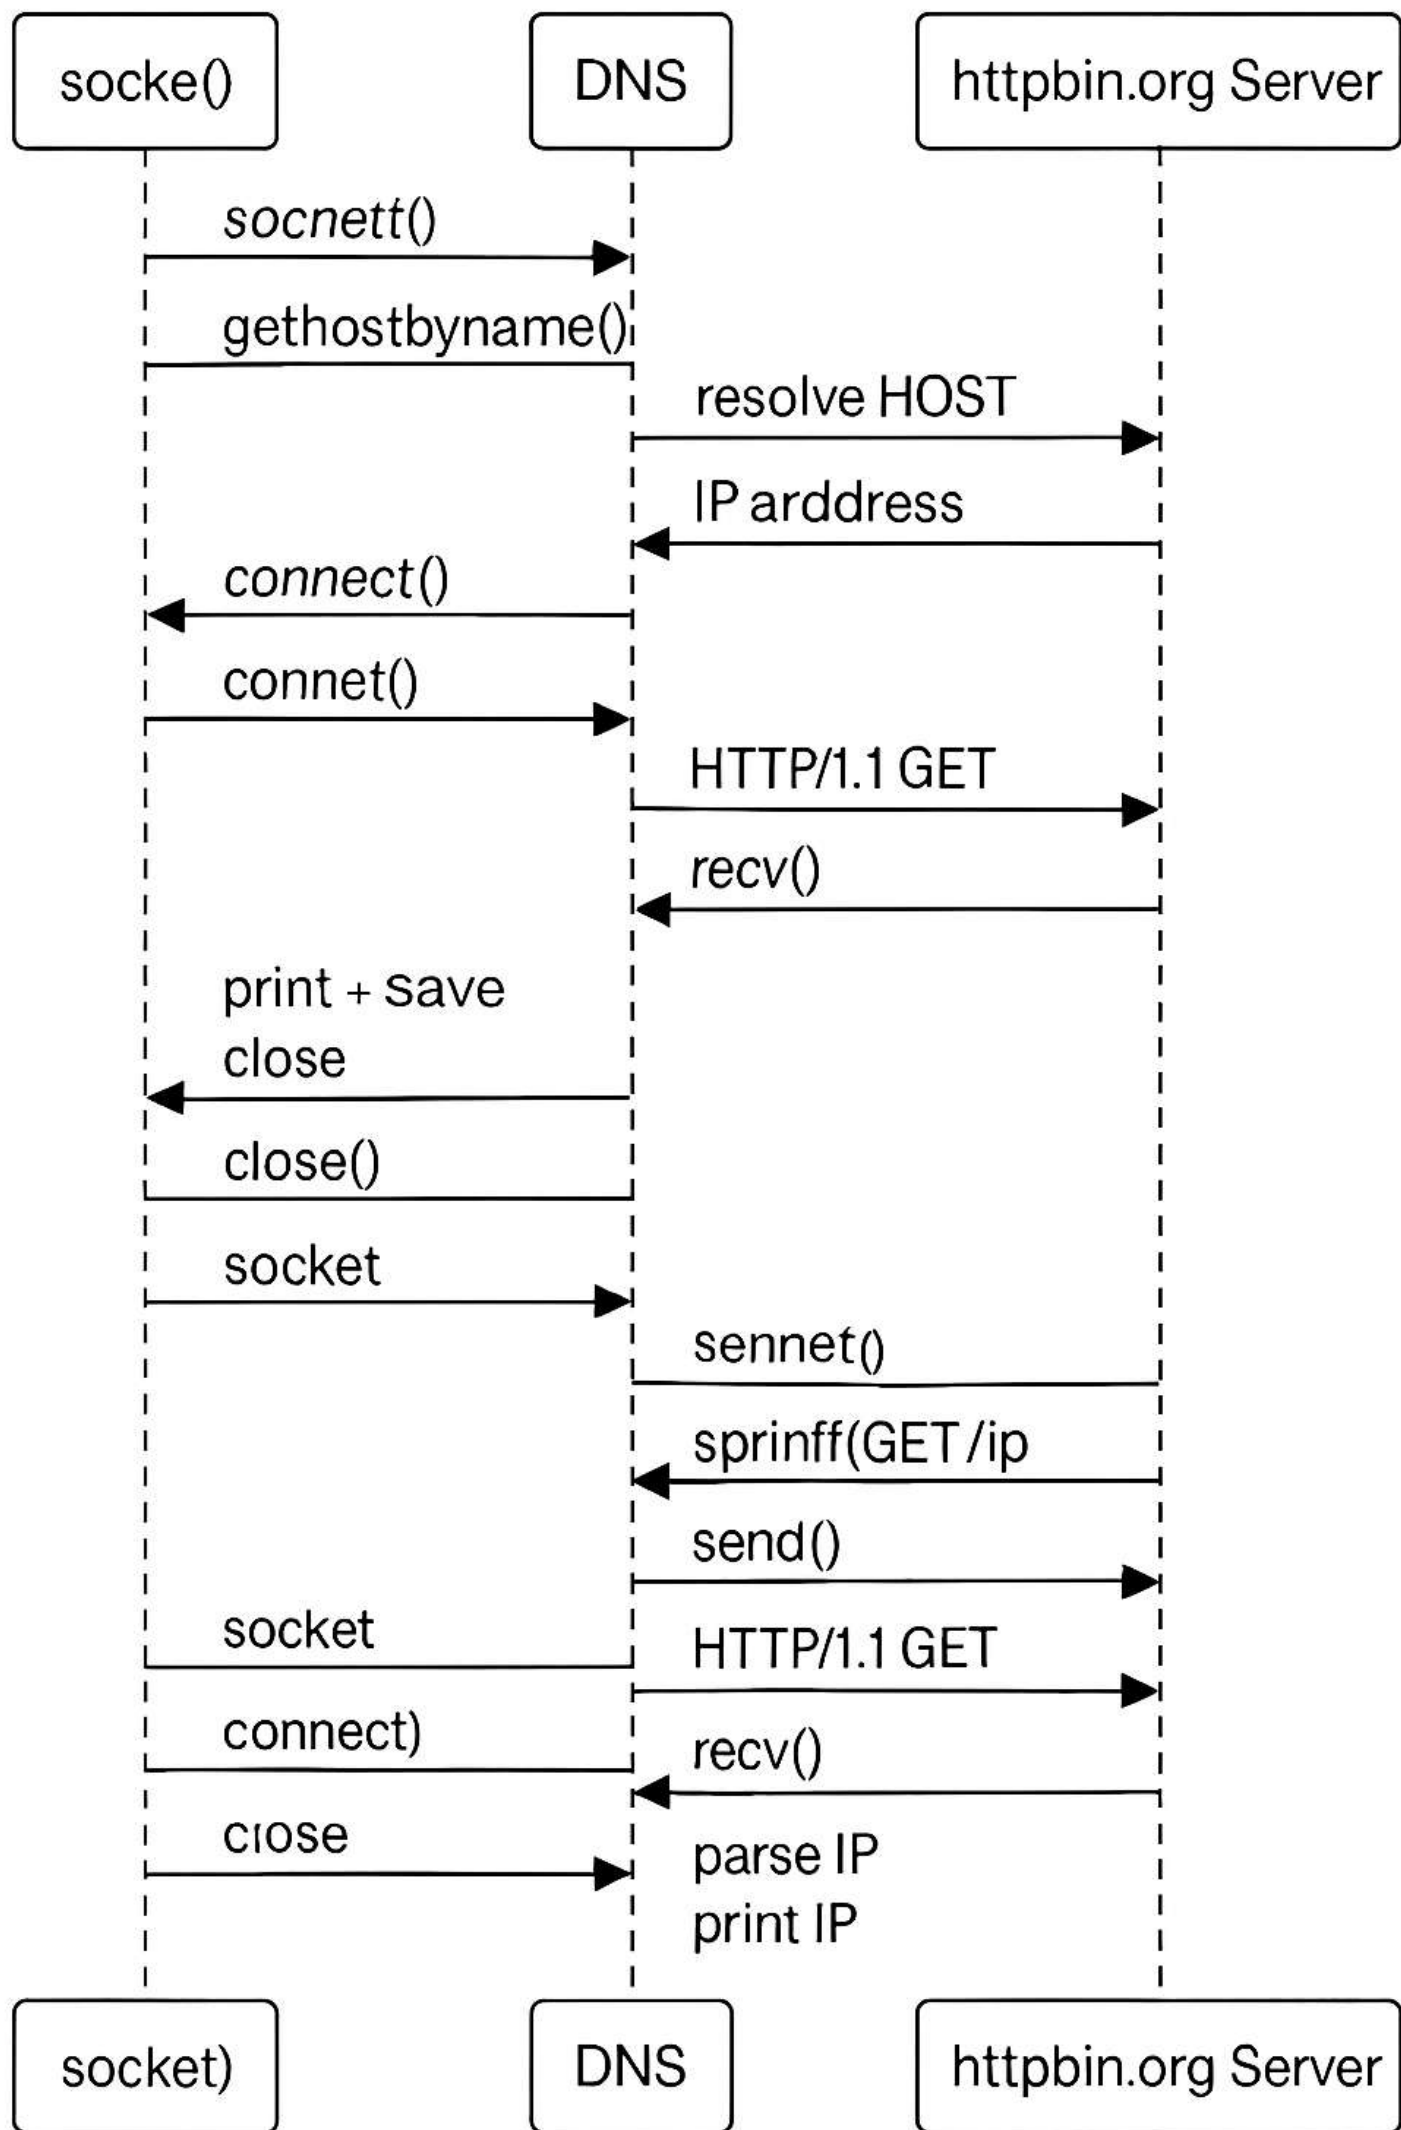 socke()
DNS
httpbin.org Server
socnett()
gethostbyname()
resolve HOST
IP arddress
connect()
connet()
HTTP/1.1 GET
recv()
print + save
close
close()
socket
sennet()
sprinff(GET /ip
send()
socket
HTTP/1.1 GET
connect)
recv()
close
parse IP
print IP
socket)
DNS
httpbin.org Server